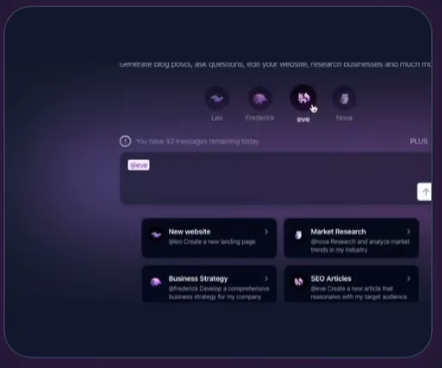 Generate blog posts, ask questions, edit your website, research businesses and much mo
Leo
Frederick
eve
Nova
You have 42 messages remaining today.
PLUS
@eve
New website
@leo Create a new landing page
Market Research
@nova Research and analyze market
trends in my industry
Business Strategy
@frederick Develop a comprehensive
business strategy for my company
SEO Articles
@eve Create a new article that
reasonates with my target audience